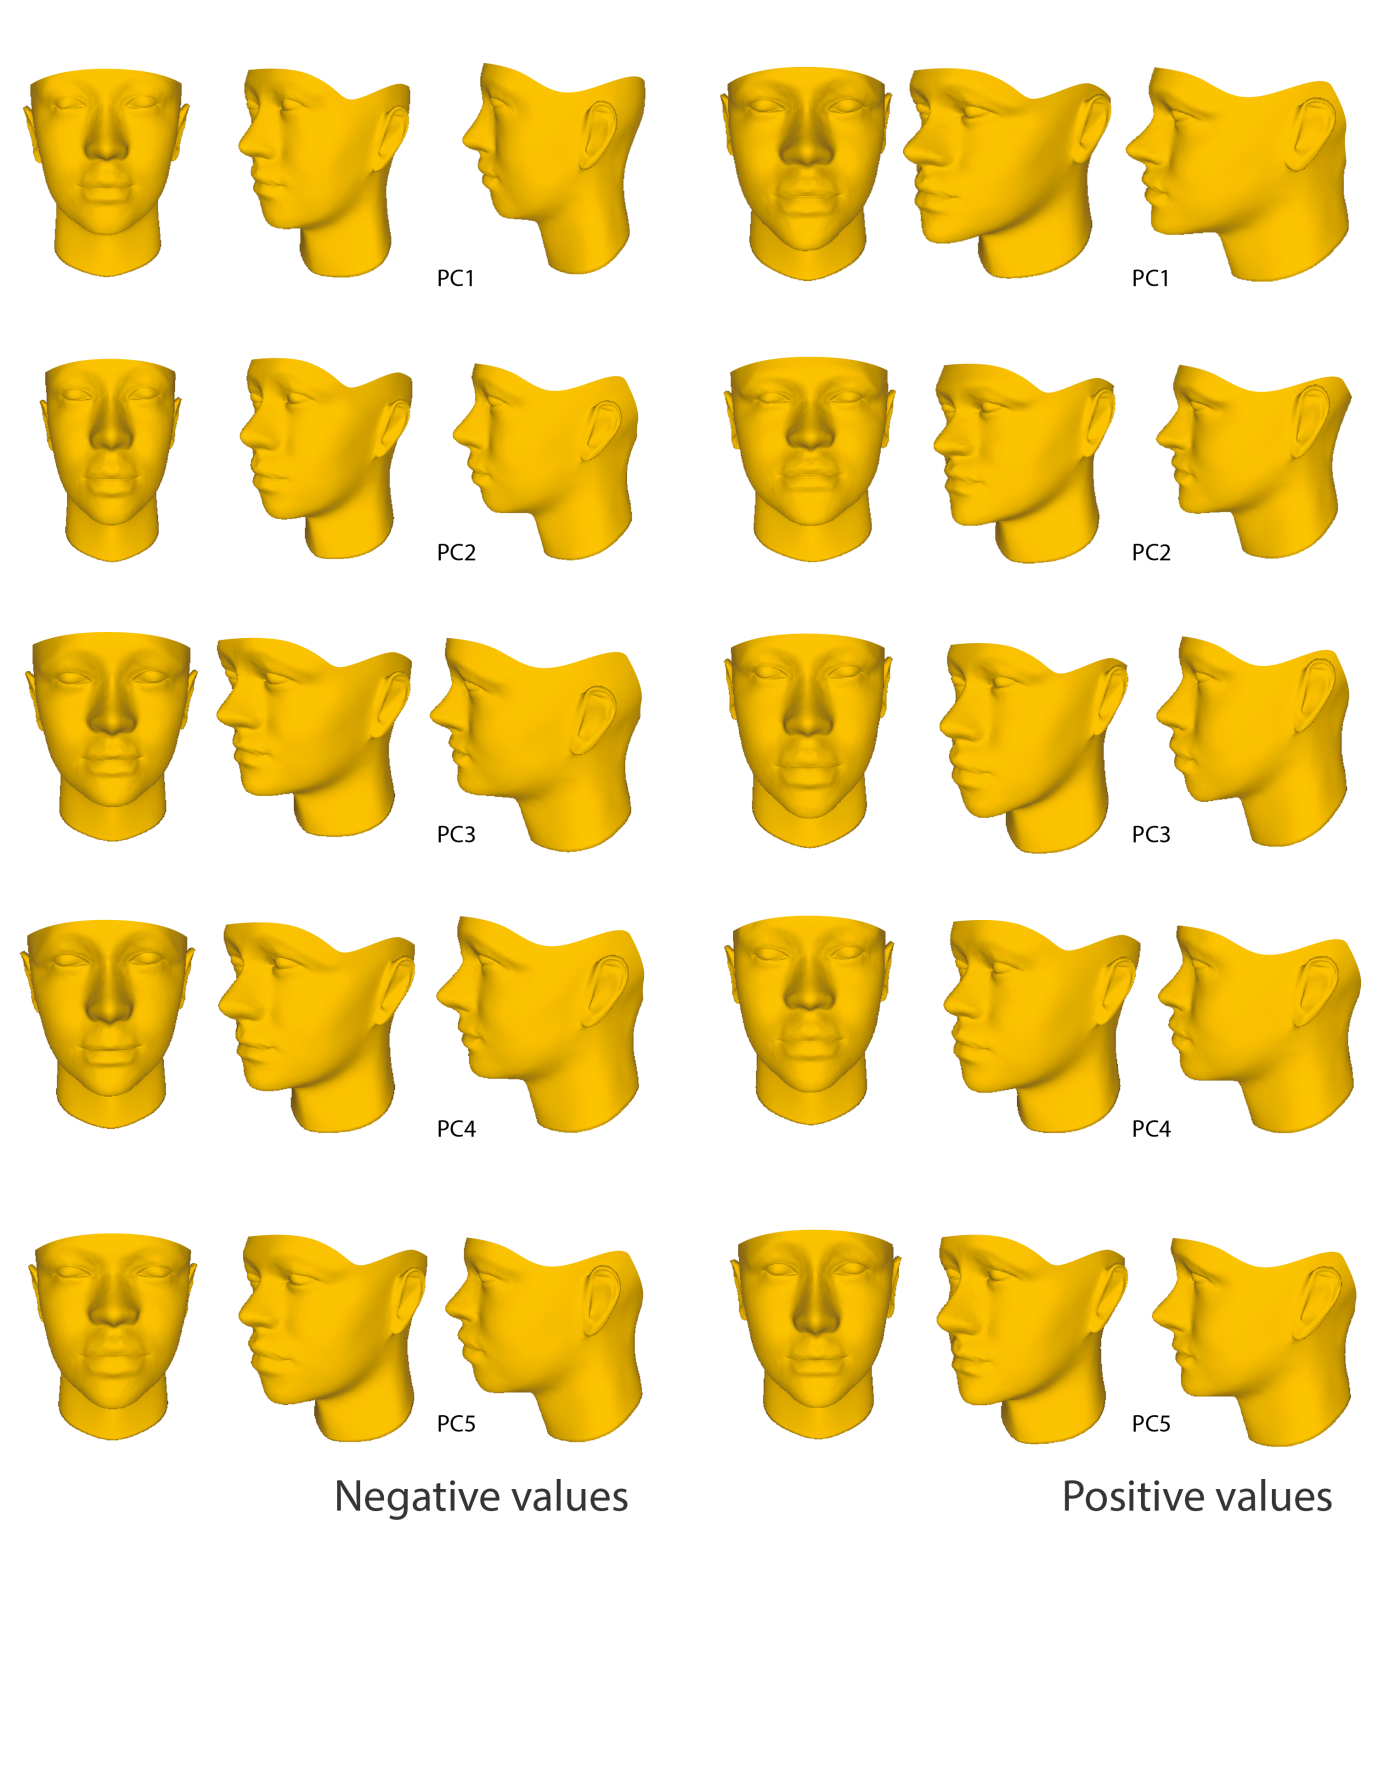 PC1 PC1
PC2 PC2
PC3 PC3
PC4 PC4
PC5 PC5
Negative values Positive values